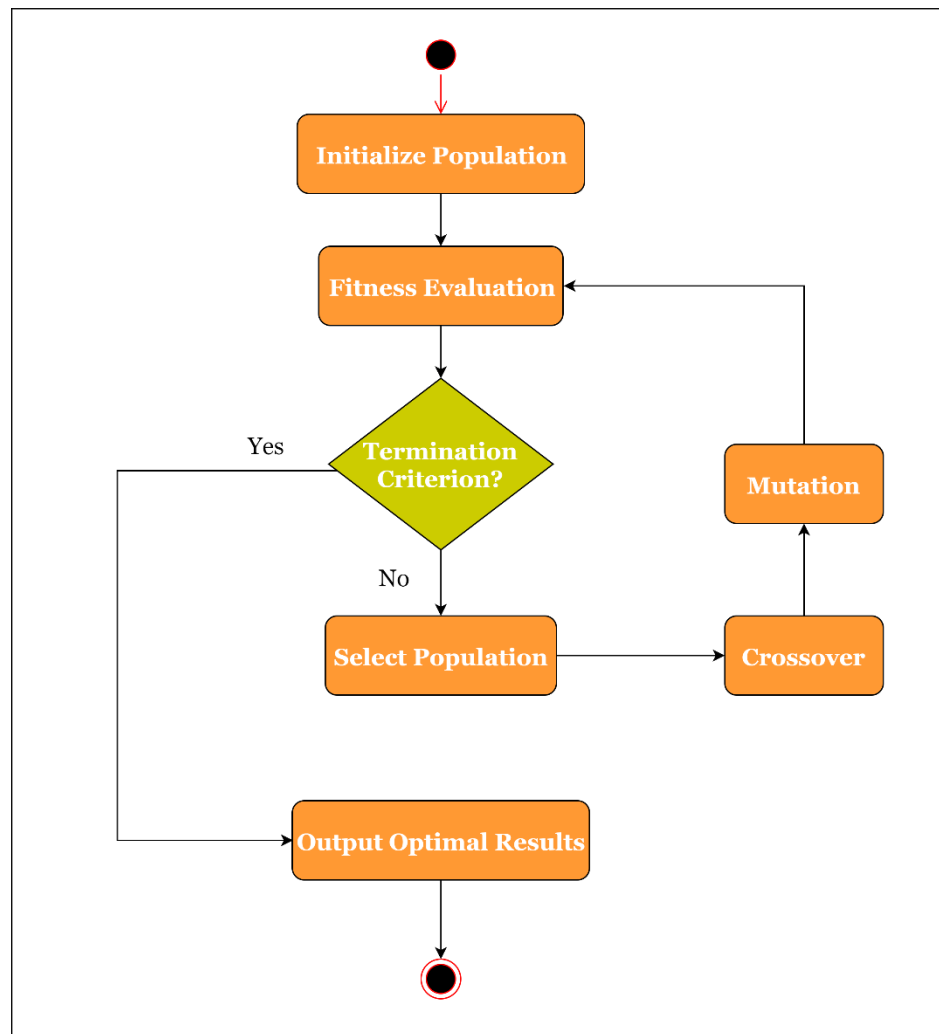 Initialize Population
Fitness Evaluation
Termination
Criterion?
Yes
No
Mutation
Select Population
Crossover
Output Optimal Results